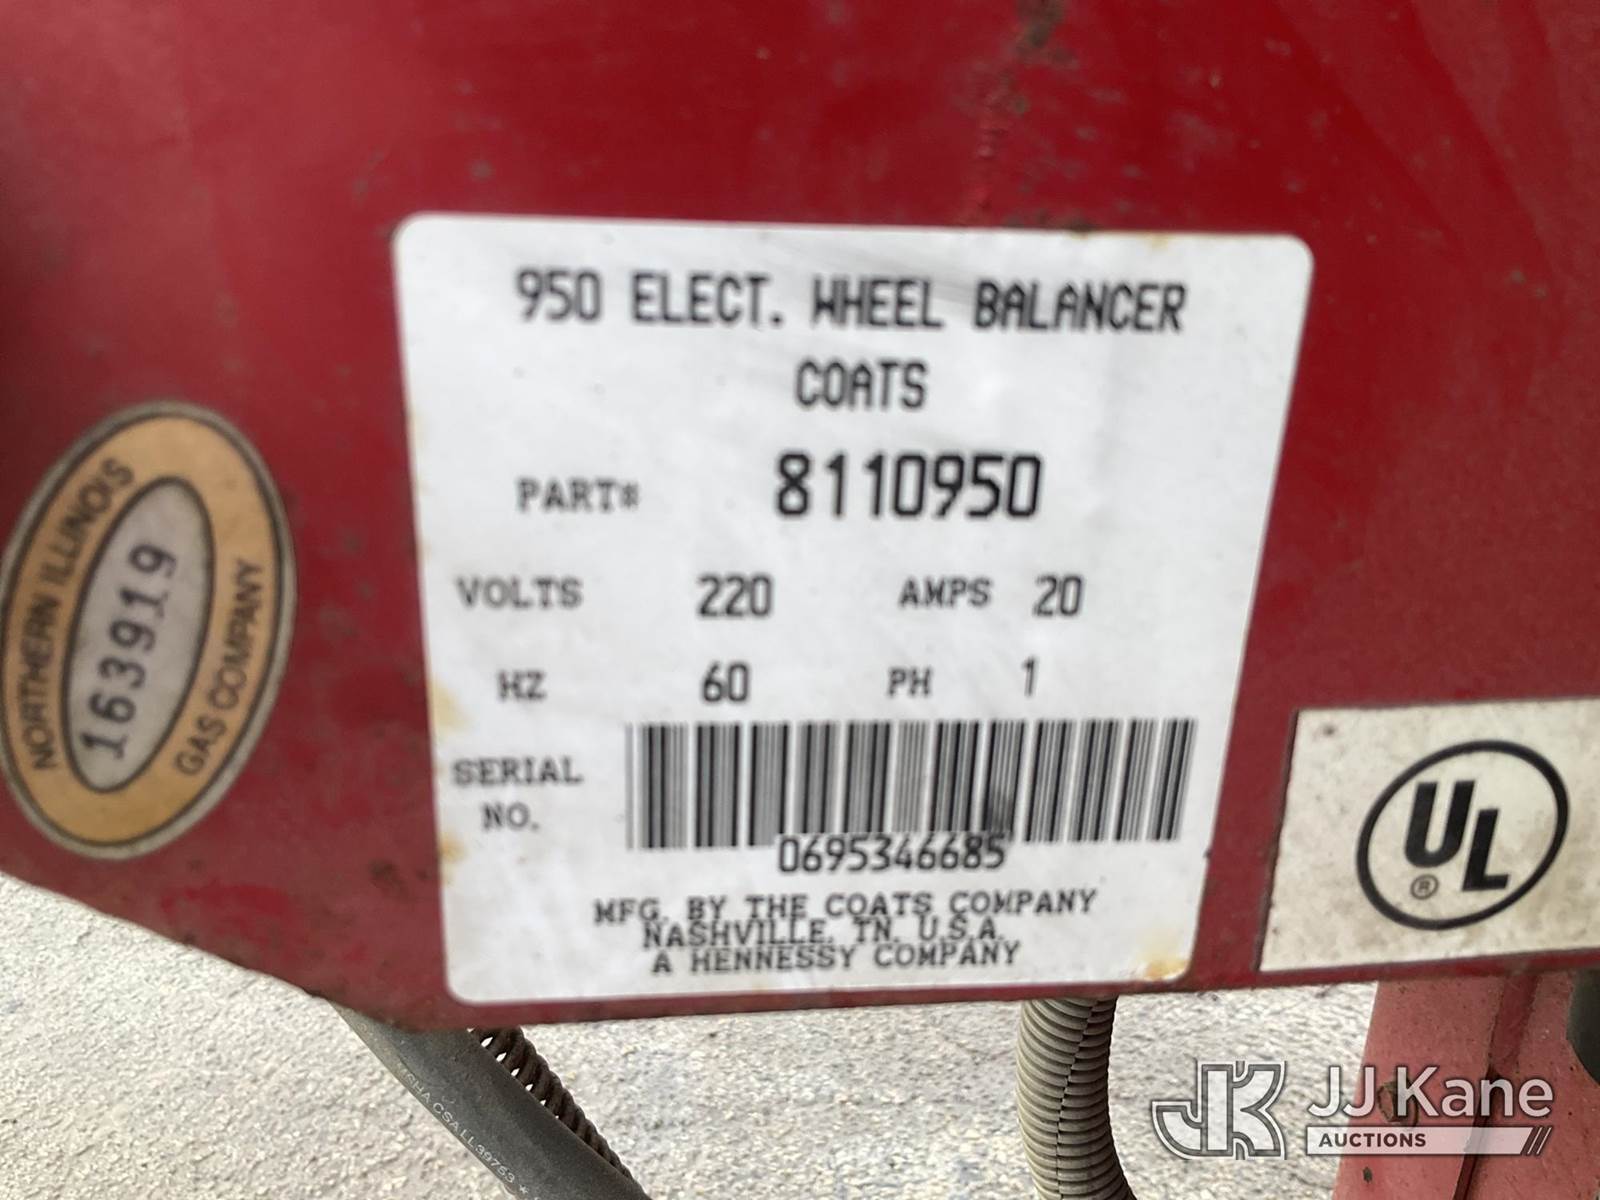 950 ELECT. WHEEL BALANCER
COATS
PART# 8110950
VOLTS 220 AMPS 20
HZ 60 PH 1
SERIAL
NO.
0695346685
MFG. BY THE COATS COMPANY
NASHVILLE, TN, U.S.A.
A HENNESSY COMPANY
NORTHERN ILLINOIS
163919
GAS COMPANY
UL
®
JK
JJ Kane
AUCTIONS